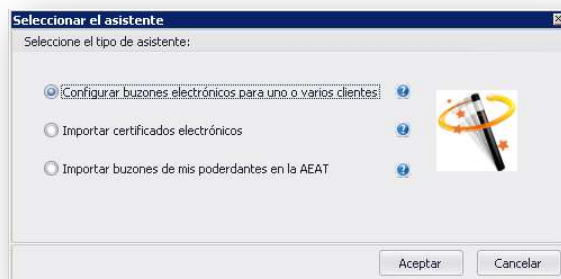 Seleccionar el asistente
Seleccione el tipo de asistente:
Configurar buzones electrónicos para uno o varios clientes
Importar certificados electrónicos
Importar buzones de mis poderdantes en la AEAT
Aceptar
Cancelar